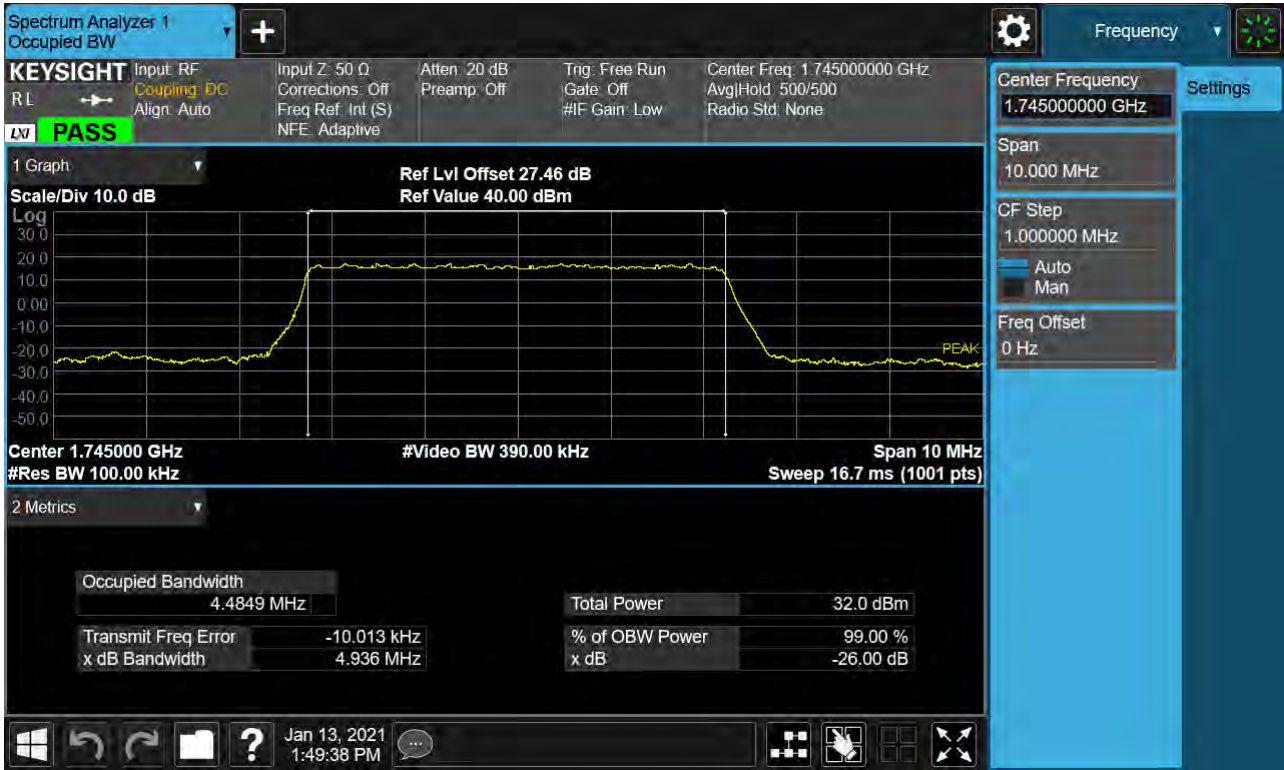 Spectrum Analyzer 1
Occupied BW
+
Frequency
KEYSIGHT
RL
LXI PASS
Input: RF
Coupling: DC
Align: Auto
Input Z: 50 Ω
Corrections: Off
Freq Ref: Int (S)
NFE: Adaptive
Atten: 20 dB
Preamp: Off
Trig: Free Run
Gate: Off
#IF Gain: Low
Center Freq: 1.745000000 GHz
Avg|Hold: 500/500
Radio Std: None
Center Frequency
1.745000000 GHz
Settings
Span
10.000 MHz
CF Step
1.000000 MHz
Auto
Man
Freq Offset
0 Hz
1 Graph
Scale/Div 10.0 dB
Ref Lvl Offset 27.46 dB
Ref Value 40.00 dBm
Log
30.0
20.0
10.0
0.00
-10.0
-20.0
-30.0
-40.0
-50.0
PEAK
Center 1.745000 GHz
#Video BW 390.00 kHz
Span 10 MHz
#Res BW 100.00 kHz
Sweep 16.7 ms (1001 pts)
2 Metrics
Occupied Bandwidth
4.4849 MHz
Total Power 32.0 dBm
Transmit Freq Error -10.013 kHz
% of OBW Power 99.00 %
x dB Bandwidth 4.936 MHz
x dB -26.00 dB
?
Jan 13, 2021
1:49:38 PM